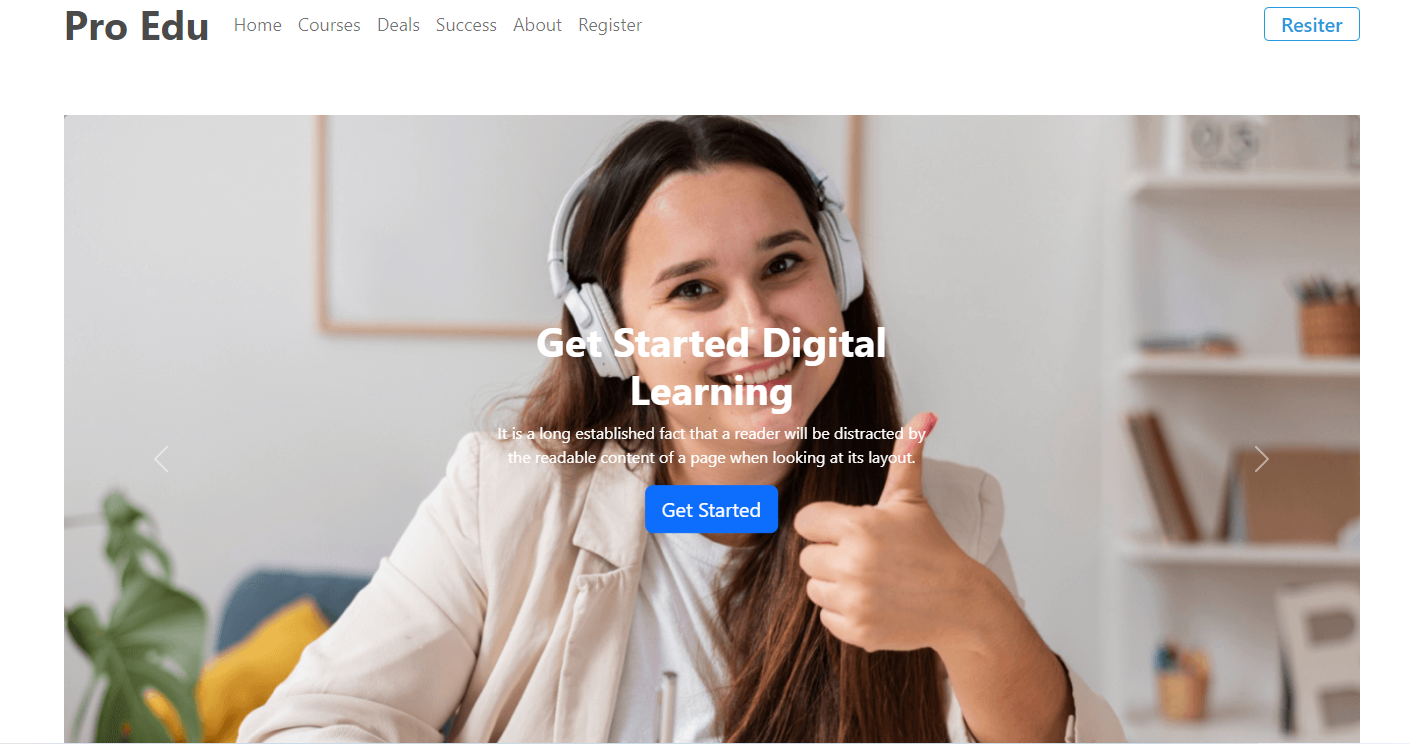 Pro Edu Home Courses Deals Success About Register Resiter
Get Started Digital
Learning
It is a long established fact that a reader will be distracted by
the readable content of a page when looking at its layout.
Get Started